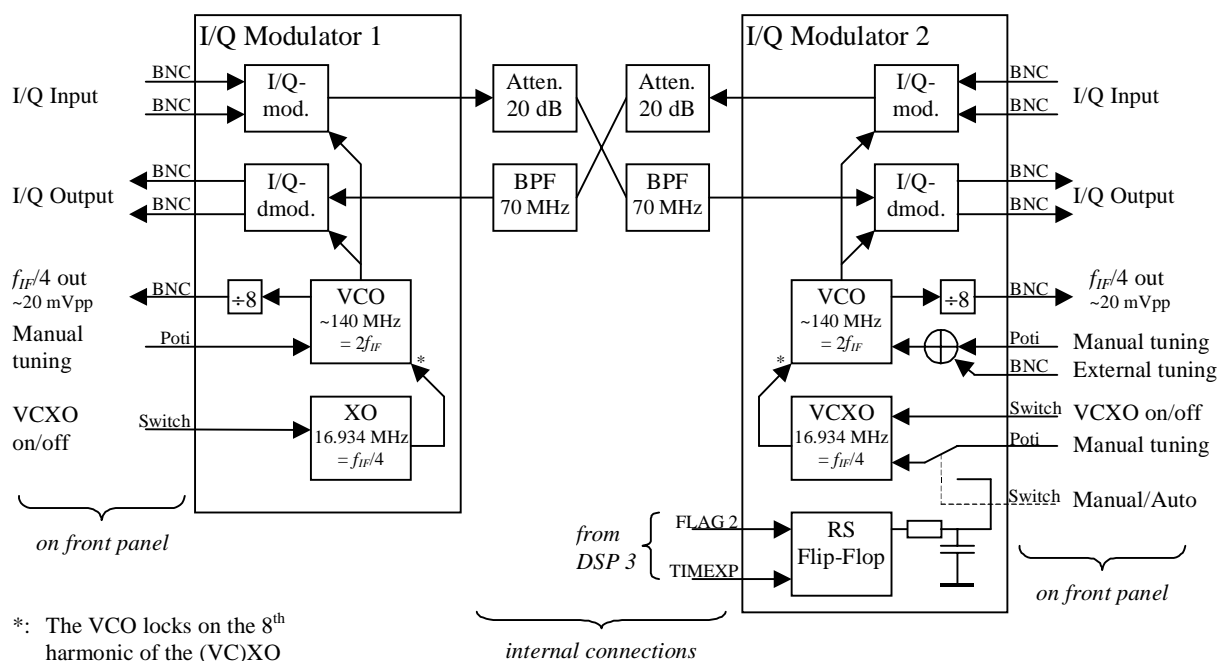 I/Q Modulator 1
I/Q Input
BNC
BNC
I/Q-
mod.
I/Q Output
BNC
BNC
I/Q-
dmod.
fIF/4 out
~20 mVpp
BNC
÷8
VCO
~140 MHz
= 2fIF
Manual
tuning
Poti
*
VCXO
on/off
Switch
XO
16.934 MHz
= fIF/4
on front panel
Atten.
20 dB
Atten.
20 dB
BPF
70 MHz
BPF
70 MHz
I/Q Modulator 2
I/Q-
mod.
BNC
BNC
I/Q Input
I/Q-
dmod.
BNC
BNC
I/Q Output
VCO
~140 MHz
= 2fIF
÷8
BNC
fIF/4 out
~20 mVpp
Poti
Manual tuning
BNC
External tuning
*
VCXO
16.934 MHz
= fIF/4
Switch
VCXO on/off
Poti
Manual tuning
Switch
Manual/Auto
from
DSP 3
FLAG 2
TIMEXP
RS
Flip-Flop
on front panel
*: The VCO locks on the 8th
harmonic of the (VC)XO
internal connections